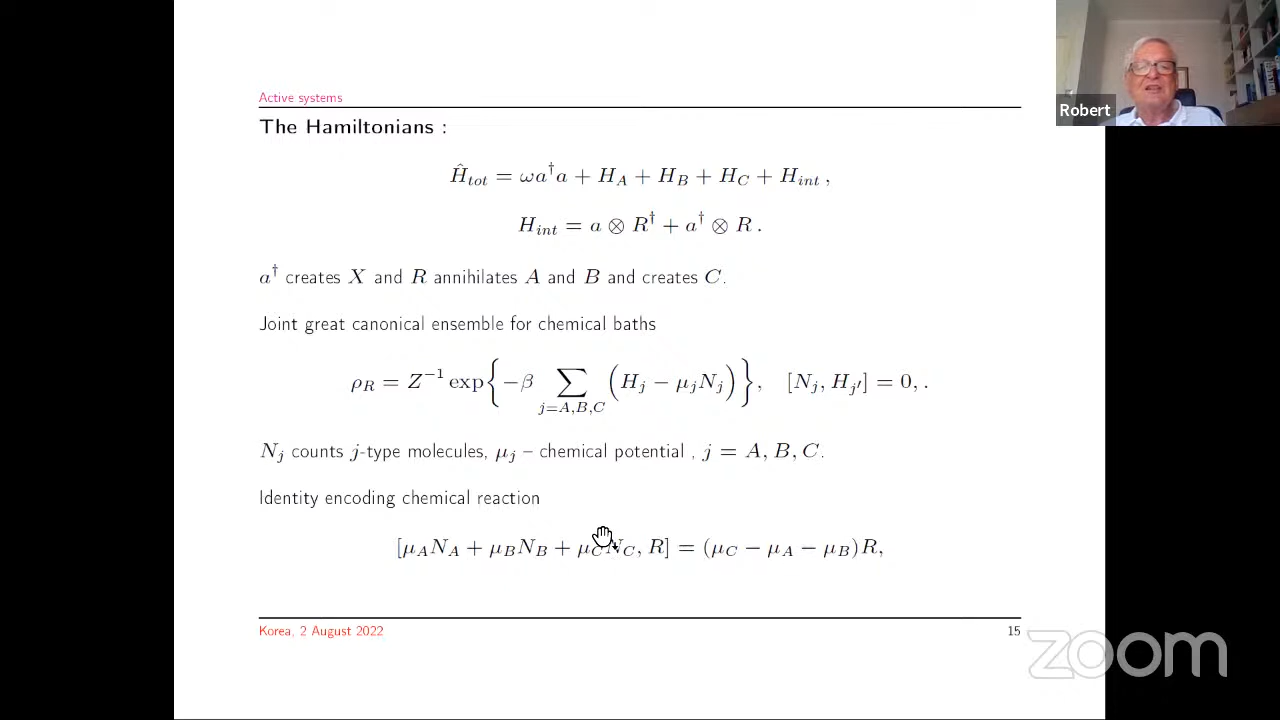 Active systems
The Hamiltonians :
Ĥ_tot = ωa†a + H_A + H_B + H_C + H_int ,
H_int = a ⊗ R† + a† ⊗ R .
a† creates X and R annihilates A and B and creates C.
Joint great canonical ensemble for chemical baths
ρ_R = Z⁻¹ exp{−β ∑_{j=A,B,C} (H_j − μ_j N_j)}, [N_j, H_j′] = 0, .
N_j counts j-type molecules, μ_j – chemical potential , j = A, B, C.
Identity encoding chemical reaction
[μ_A N_A + μ_B N_B + μ_C N_C, R] = (μ_C − μ_A − μ_B)R,
Korea, 2 August 2022
15
Robert
zoom